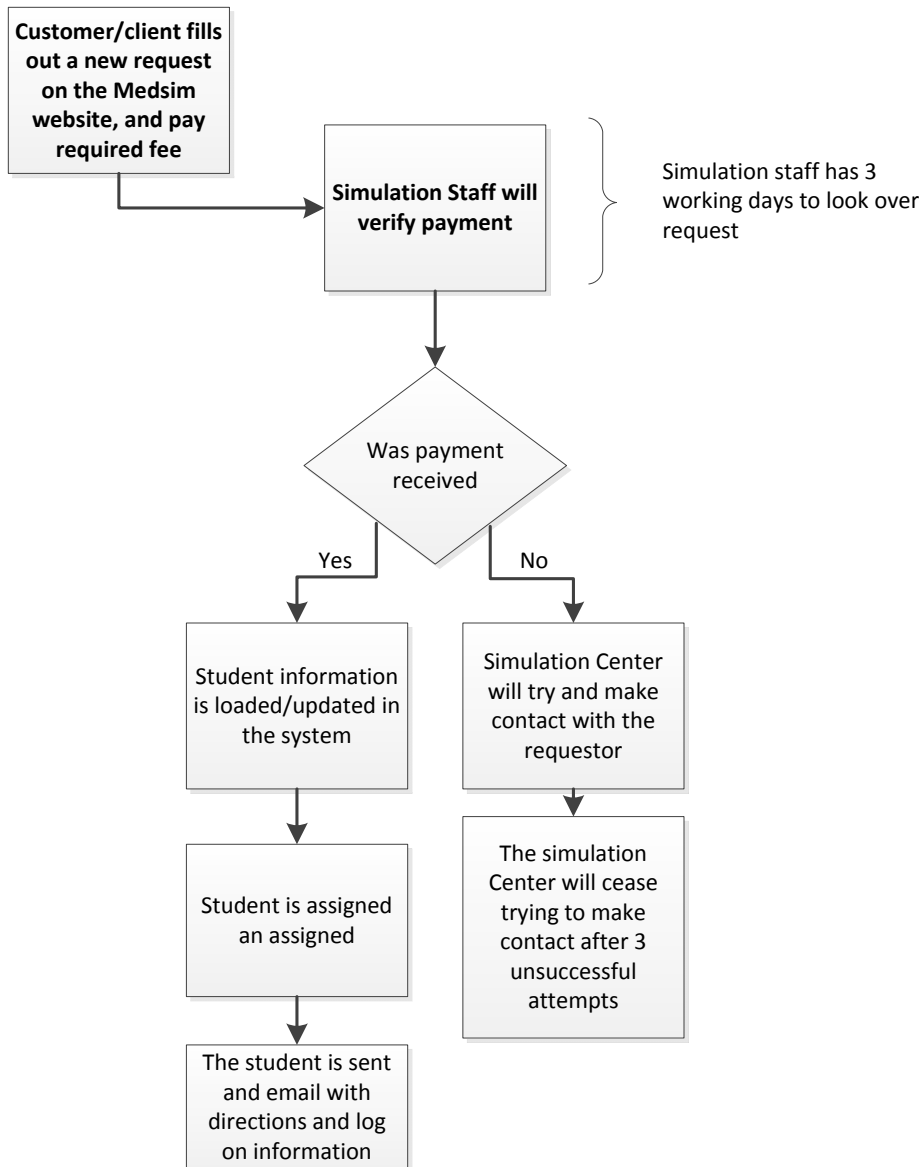 Customer/client fills
out a new request
on the Medsim
website, and pay
required fee
Simulation Staff will
verify payment
Simulation staff has 3
working days to look over
request
Was payment
received
Yes
No
Student information
is loaded/updated in
the system
Simulation Center
will try and make
contact with the
requestor
Student is assigned
an assigned
The simulation
Center will cease
trying to make
contact after 3
unsuccessful
attempts
The student is sent
and email with
directions and log
on information